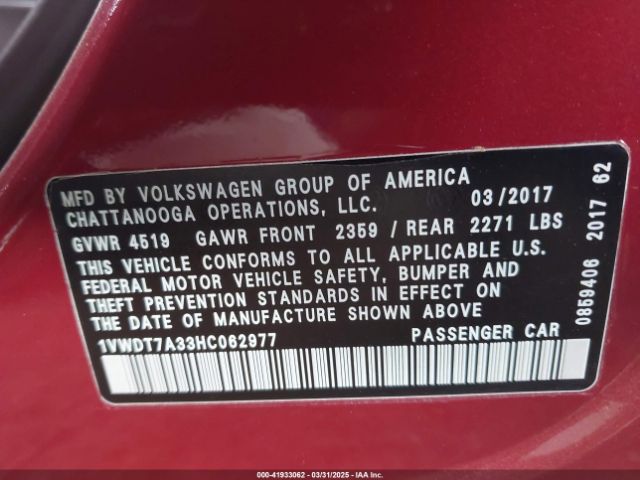 MFD BY VOLKSWAGEN GROUP OF AMERICA
CHATTANOOGA OPERATIONS, LLC. 03/2017
GVWR 4519 GAWR FRONT 2359 / REAR 2271 LBS
THIS VEHICLE CONFORMS TO ALL APPLICABLE U.S.
FEDERAL MOTOR VEHICLE SAFETY, BUMPER AND
THEFT PREVENTION STANDARDS IN EFFECT ON
THE DATE OF MANUFACTURE SHOWN ABOVE
1VWDT7A33HC062977 PASSENGER CAR
0859406 2017 62
000-41933062 | 03/31/2025 - IAAI.COM